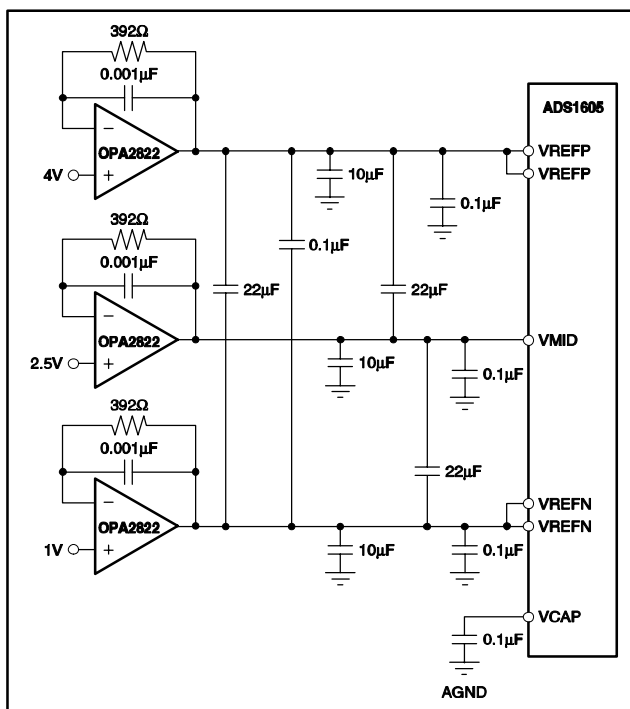 392Ω
0.001µF
ADS1605
−
OPA2822
VREFP
4V
+
10µF
VREFP
0.1µF
392Ω
0.1µF
0.001µF
22µF
22µF
−
OPA2822
VMID
2.5V
+
10µF
0.1µF
392Ω
0.001µF
22µF
−
VREFN
OPA2822
VREFN
1V
+
10µF
0.1µF
VCAP
0.1µF
AGND